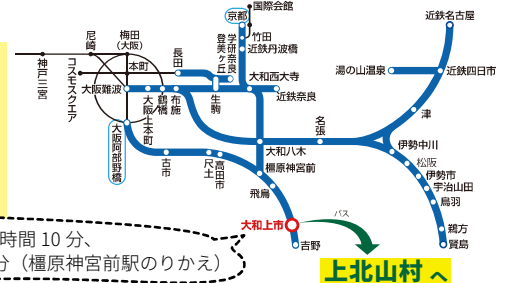 国際会館
京都
竹田
近鉄丹波橋
近鉄名古屋
尼崎
梅田
(大阪)
神戸三宮
コスモスクエア
本町
長田
登美ヶ丘
学研奈良
大阪難波
大阪上本町
鶴橋
布施
生駒
大和西大寺
近鉄奈良
湯の山温泉
近鉄四日市
津
名張
大和八木
橿原神宮前
伊勢中川
松阪
伊勢市
宇治山田
鳥羽
鵜方
賢島
大阪阿部野橋
古市
尺土
高田市
飛鳥
大和上市
吉野
バス
上北山村 へ
時間 10 分、
分（橿原神宮前駅のりかえ）